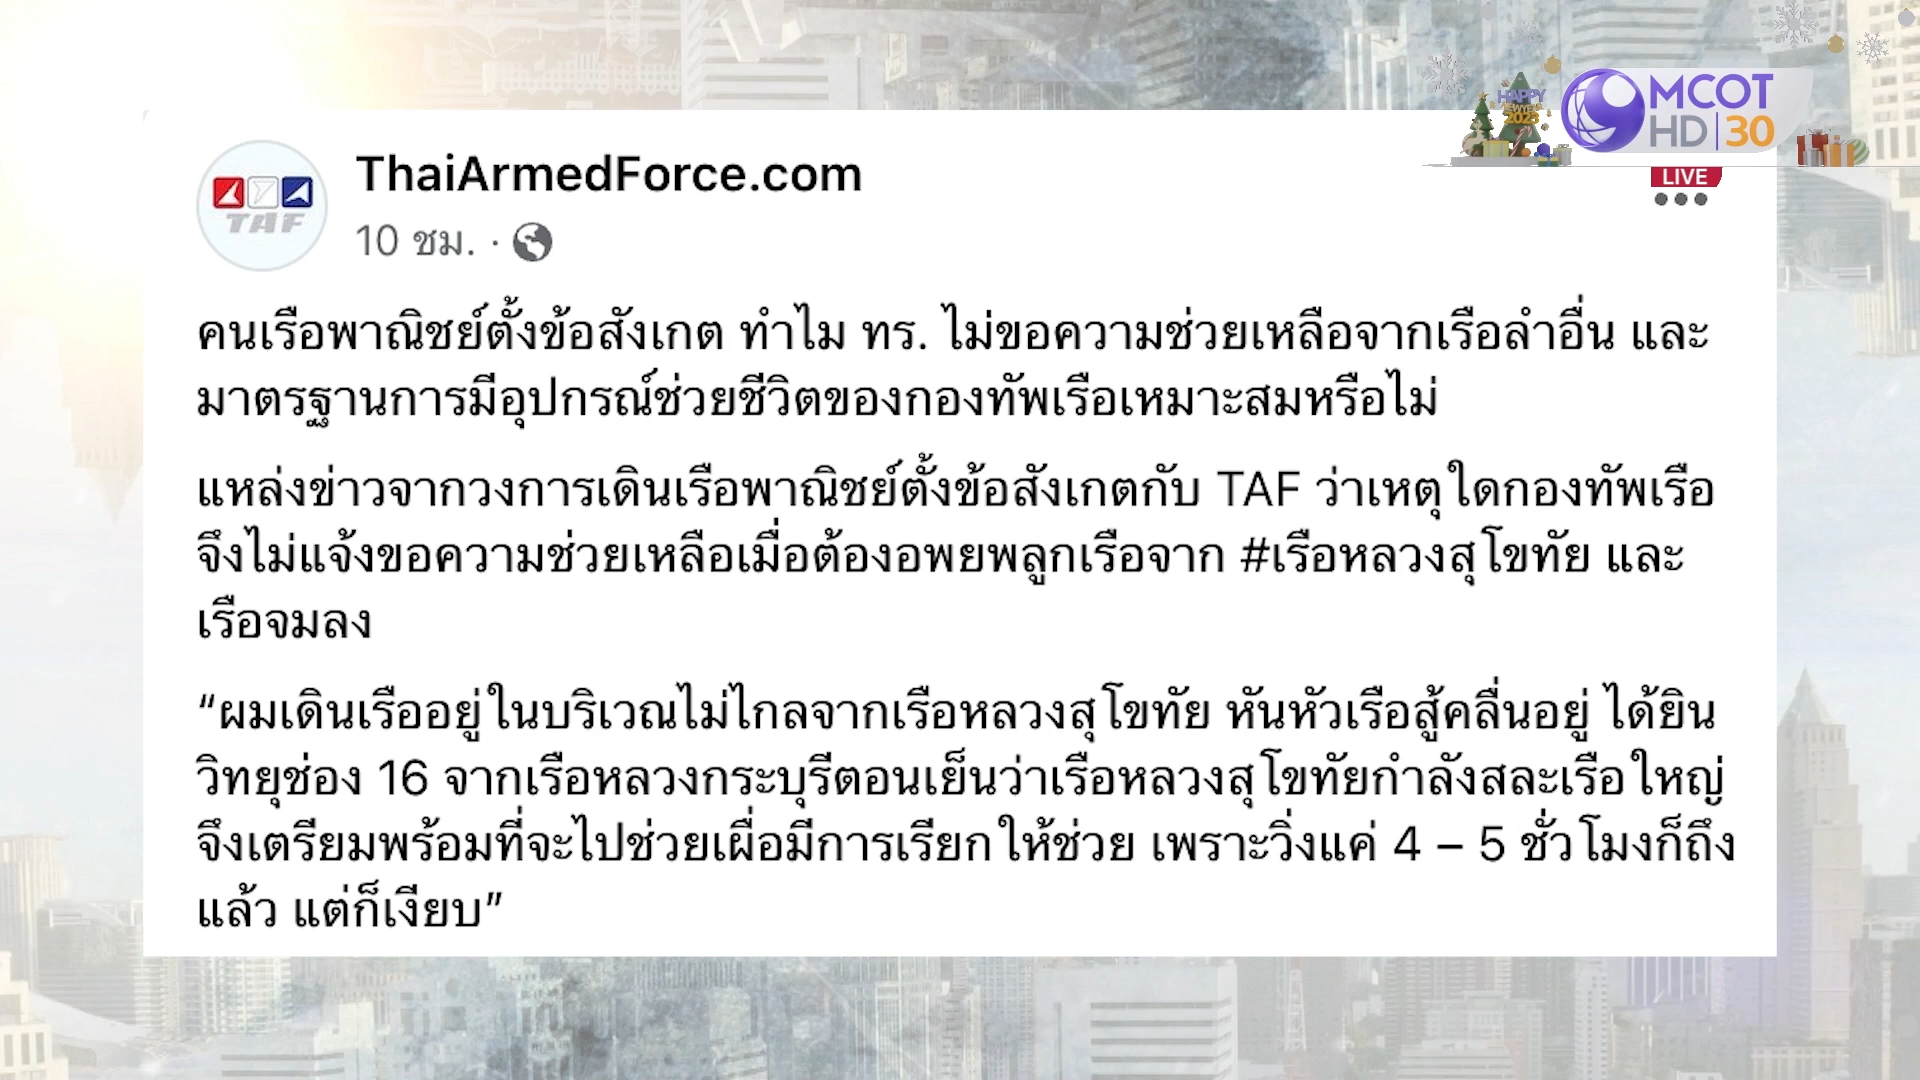 HAPPY
NEW YEAR
2023
MCOT
HD|30
LIVE
TAF
ThaiArmedForce.com
10 ชม. ·
คนเรือพาณิชย์ตั้งข้อสังเกต ทำไม ทร. ไม่ขอความช่วยเหลือจากเรือลำอื่น และ
มาตรฐานการมีอุปกรณ์ช่วยชีวิตของกองทัพเรือเหมาะสมหรือไม่
แหล่งข่าวจากวงการเดินเรือพาณิชย์ตั้งข้อสังเกตกับ TAF ว่าเหตุใดกองทัพเรือ
จึงไม่แจ้งขอความช่วยเหลือเมื่อต้องอพยพลูกเรือจาก #เรือหลวงสุโขทัย และ
เรือจมลง
“ผมเดินเรืออยู่ในบริเวณไม่ไกลจากเรือหลวงสุโขทัย หันหัวเรือสู้คลื่นอยู่ ได้ยิน
วิทยุช่อง 16 จากเรือหลวงกระบุรีตอนเย็นว่าเรือหลวงสุโขทัยกำลังสละเรือใหญ่
จึงเตรียมพร้อมที่จะไปช่วยเผื่อมีการเรียกให้ช่วย เพราะวิ่งแค่ 4 – 5 ชั่วโมงก็ถึง
แล้ว แต่ก็เงียบ”